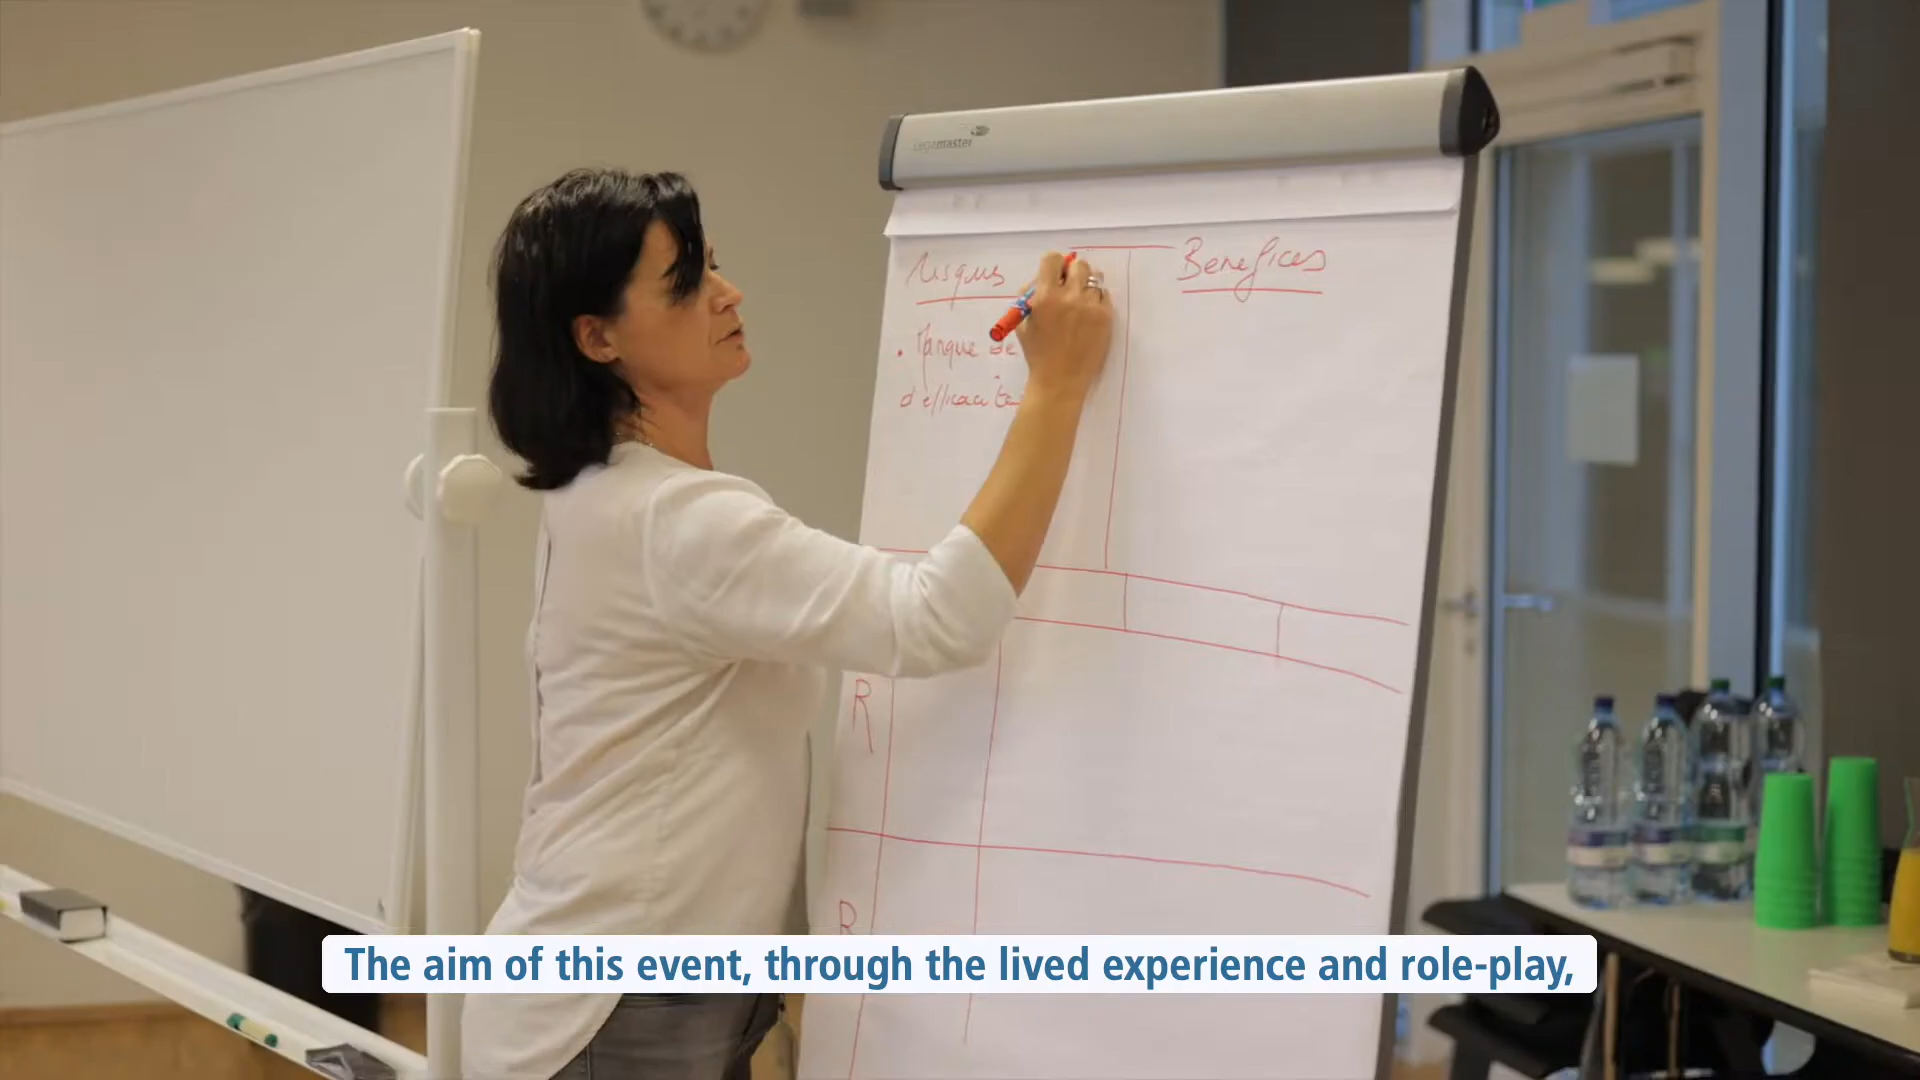 legamaster
Risques
Benefices
. Manque de
d'efficacité
R
R
The aim of this event, through the lived experience and role-play,